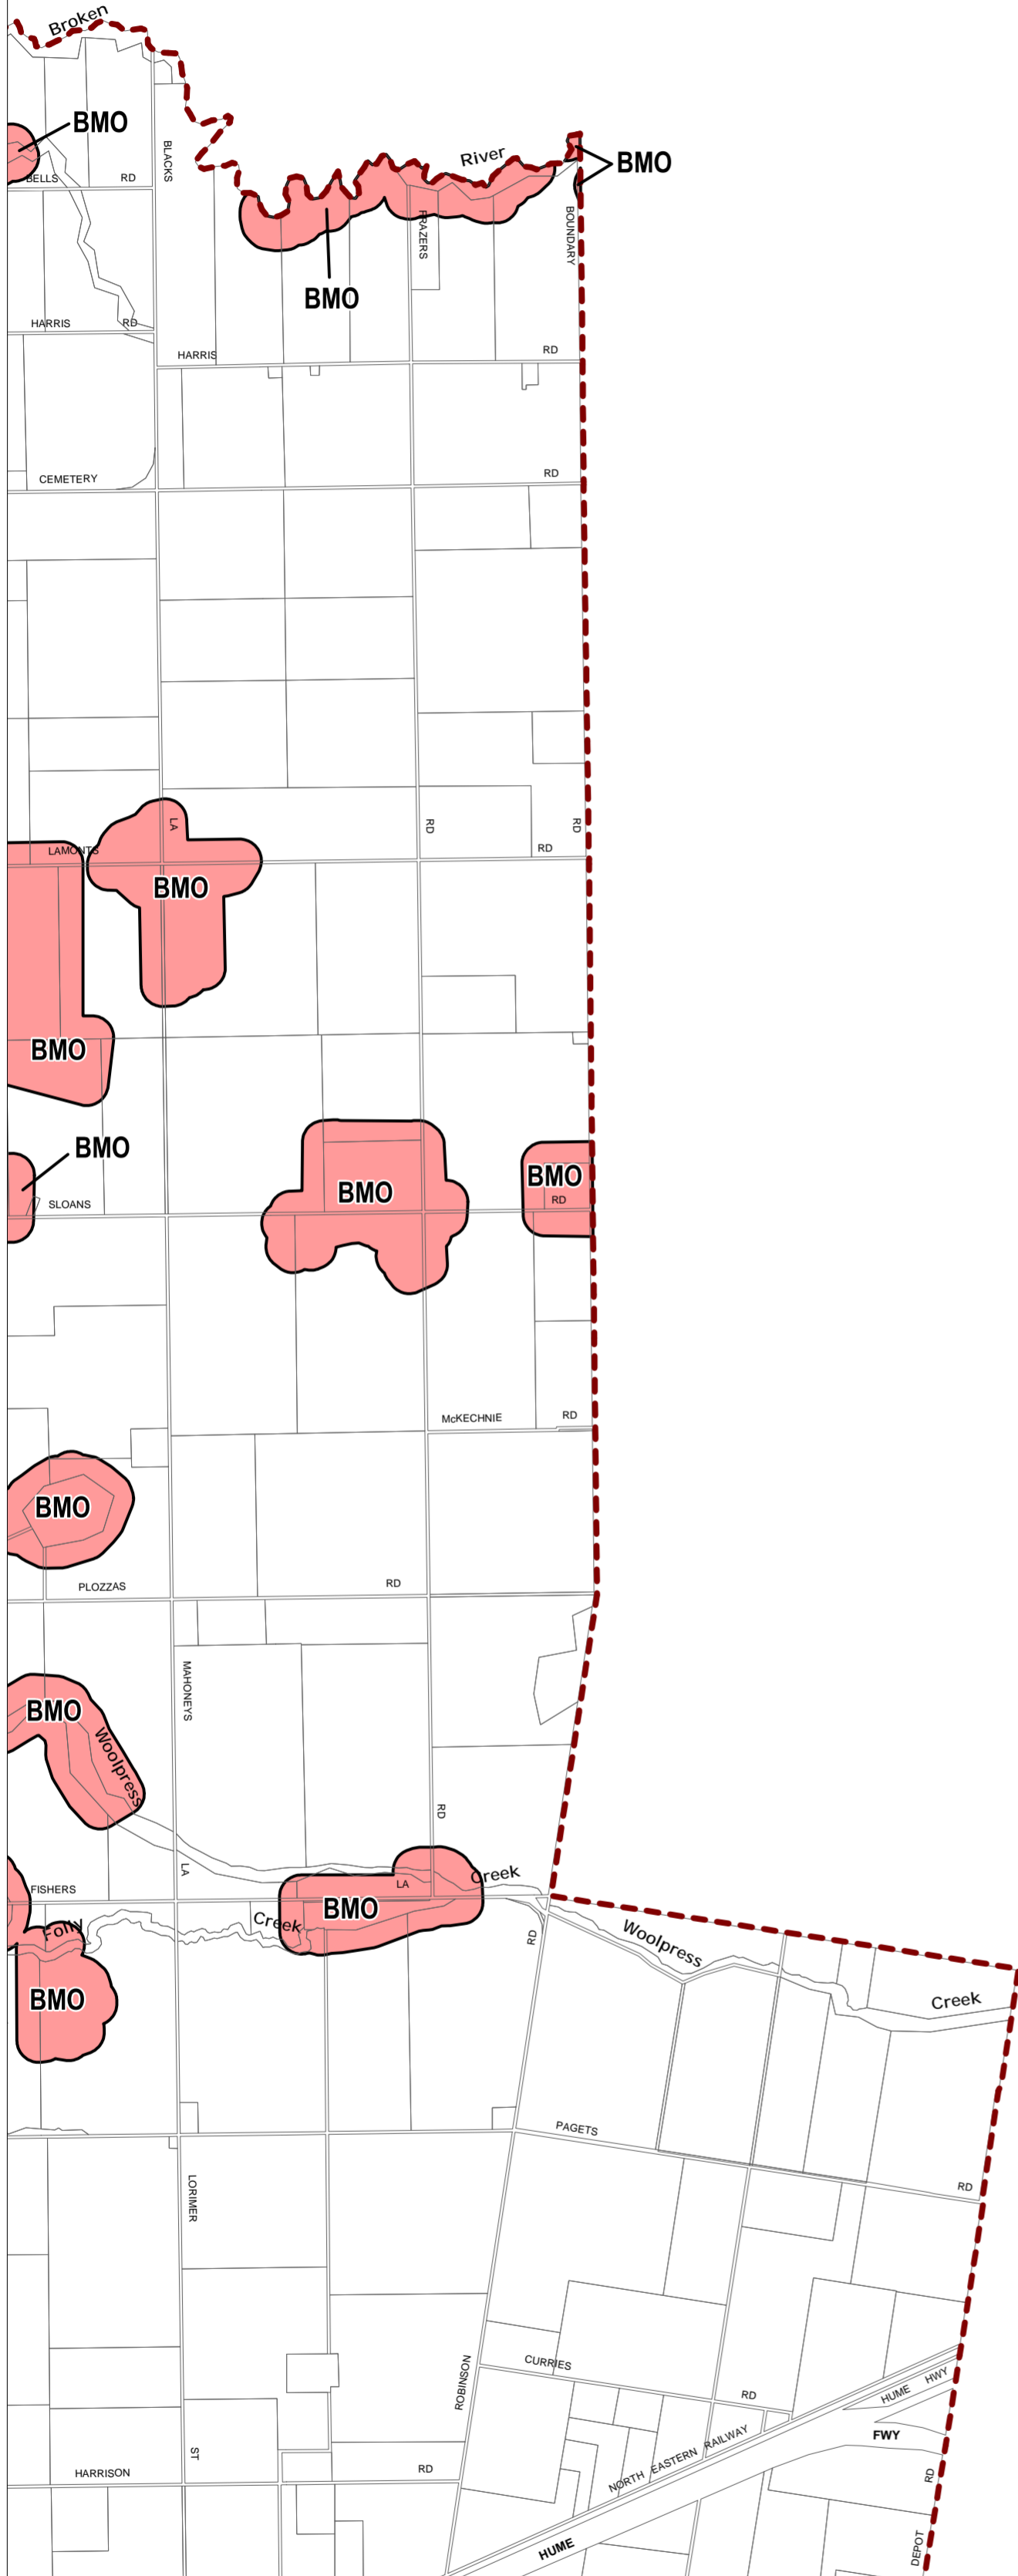 Broken
BMO
BLACKS
River
BMO
BELLS
RD
FRAZERS
BOUNDARY
BMO
HARRIS
RD
HARRIS
RD
CEMETERY
RD
LA
RD
RD
LAMONTS
RD
BMO
BMO
BMO
BMO
BMO
SLOANS
RD
McKECHNIE
RD
BMO
PLOZZAS
RD
MAHONEYS
BMO
Woolpress
RD
LA
Creek
FISHERS
LA
BMO
Folly
Creek
RD
Woolpress
BMO
Creek
PAGETS
RD
LORIMER
CURRIES
ROBINSON
RD
HUME HWY
FWY
NORTH EASTERN RAILWAY
ST
HARRISON
RD
RD
HUME
DEPOT